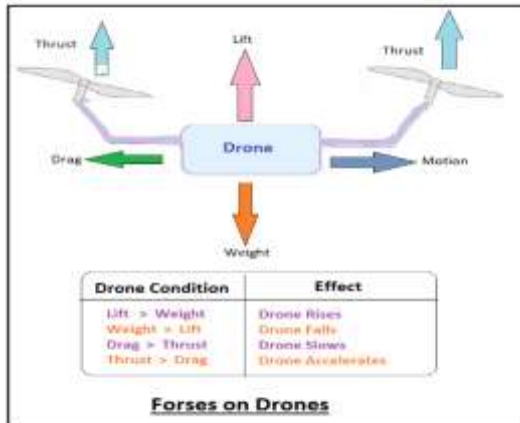 Thrust
Lift
Thrust
Drone
Drag
Motion
Weight
Drone Condition Effect
Lift > Weight Drone Rises
Weight > Lift Drone Falls
Drag > Thrust Drone Slows
Thrust > Drag Drone Accelerates
Forses on Drones